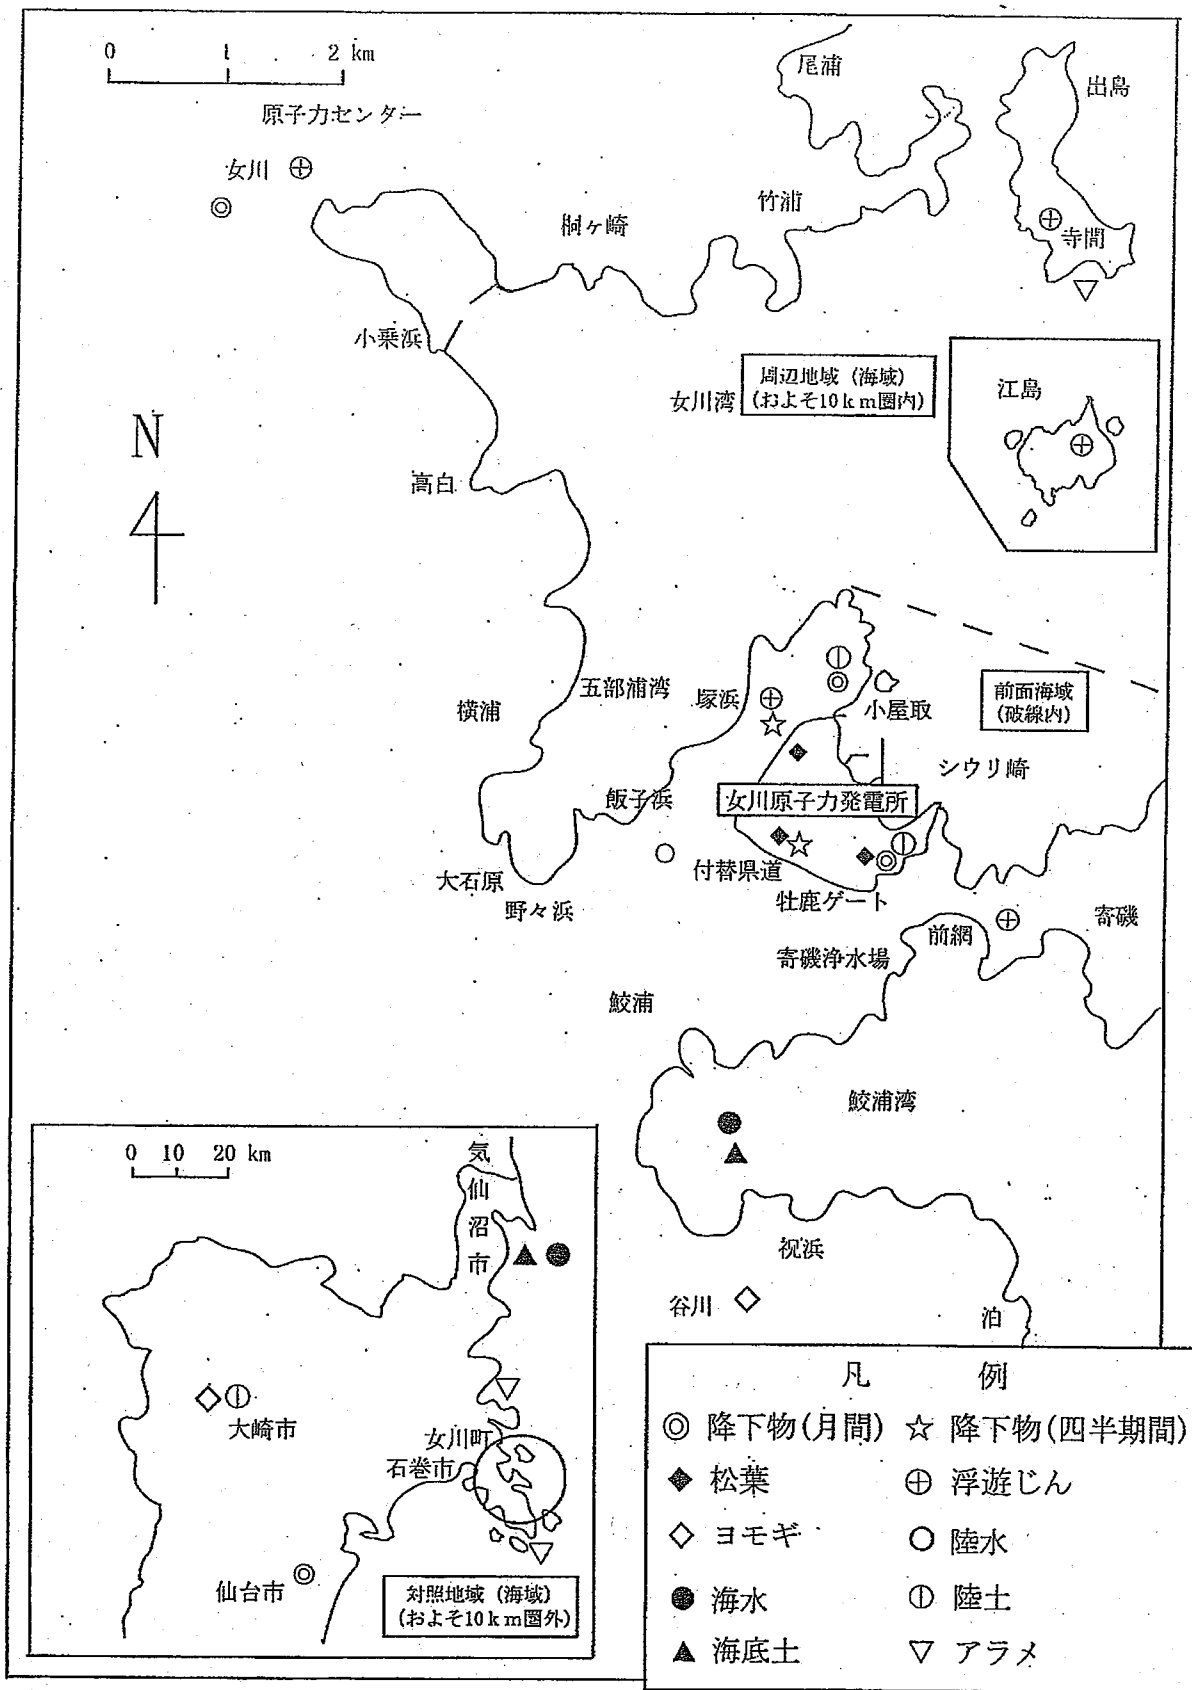 0 1 2 km
原子力センター
女川
尾浦
出島
竹浦
寺間
桐ヶ崎
小乗浜
周辺地域（海域）
(およそ10km圏内)
女川湾
江島
N
高白
五部浦湾
塚浜
横浦
小屋取
前面海域
(破線内)
シウリ崎
飯子浜
女川原子力発電所
大石原
付替県道
野々浜
牡鹿ゲート
前網
寄磯
寄磯浄水場
鮫浦
鮫浦湾
祝浜
谷川
泊
0 10 20 km
気仙沼市
大崎市
女川町
石巻市
仙台市
対照地域（海域）
(およそ10km圏外)
凡 例
降下物(月間) 降下物(四半期間)
松葉 浮遊じん
ヨモギ 陸水
海水 陸土
海底土 アラメ